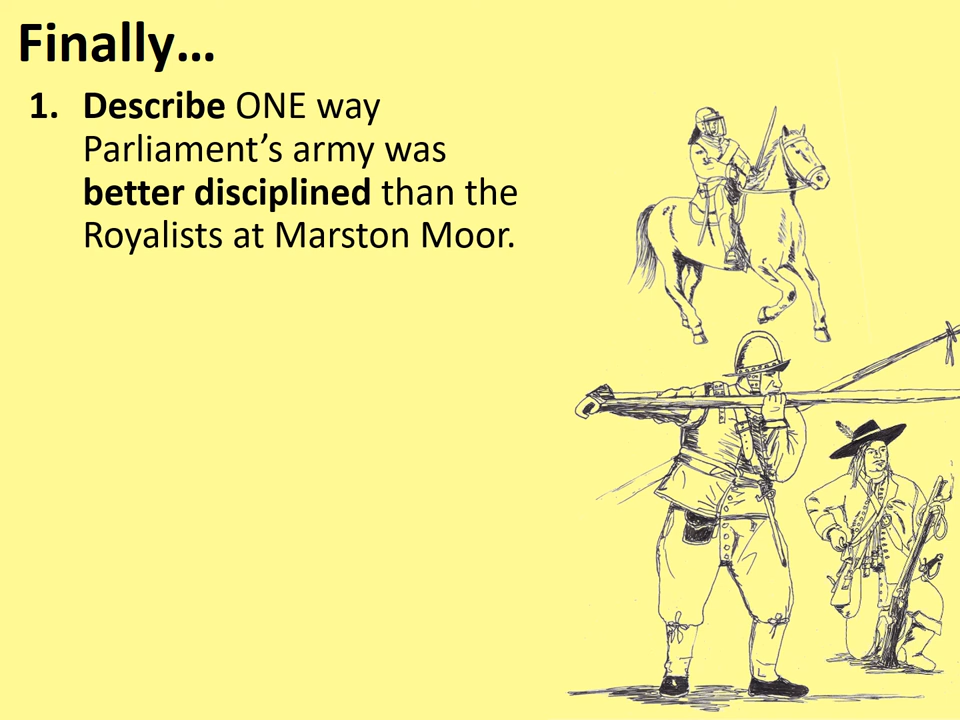 Finally…
1. Describe ONE way
Parliament’s army was
better disciplined than the
Royalists at Marston Moor.